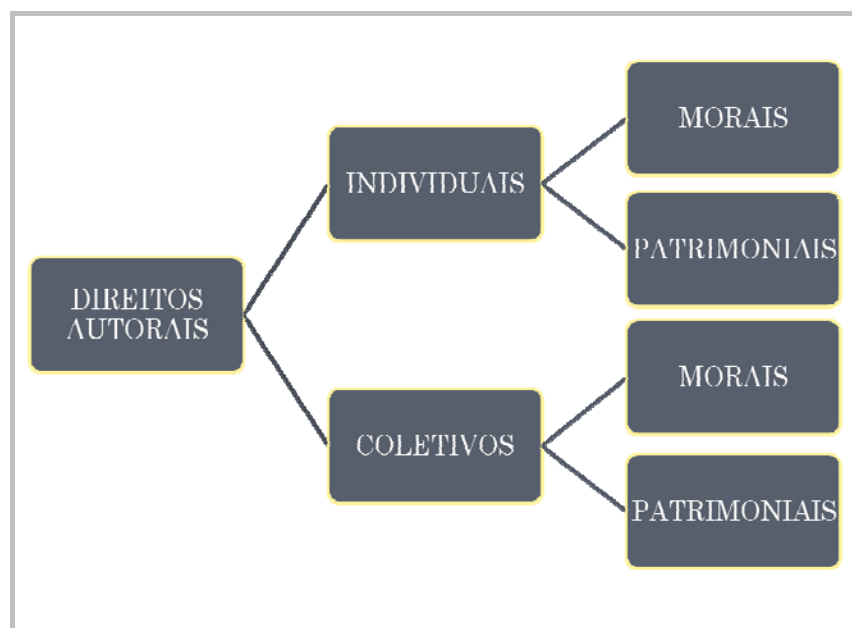 DIREITOS
AUTORAIS
INDIVIDUAIS
MORAIS
PATRIMONIAIS
COLETIVOS
MORAIS
PATRIMONIAIS